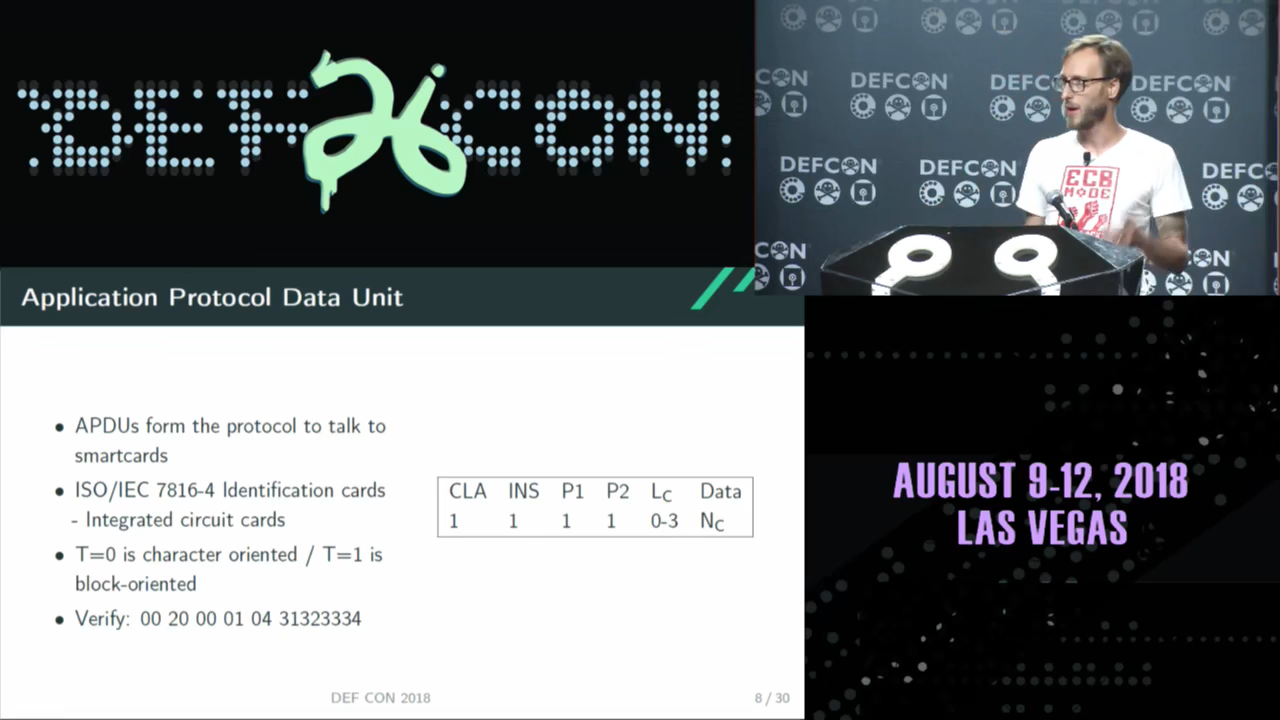 DEF 26 CON
DEFCON DEFCON DEFCON
DEFCON DEFCON
ECB
MODE
Application Protocol Data Unit
• APDUs form the protocol to talk to
smartcards
• ISO/IEC 7816-4 Identification cards
- Integrated circuit cards
• T=0 is character oriented / T=1 is
block-oriented
• Verify: 00 20 00 01 04 31323334
CLA INS P1 P2 LC Data
1 1 1 1 0-3 NC
AUGUST 9-12, 2018
LAS VEGAS
DEF CON 2018
8 / 30